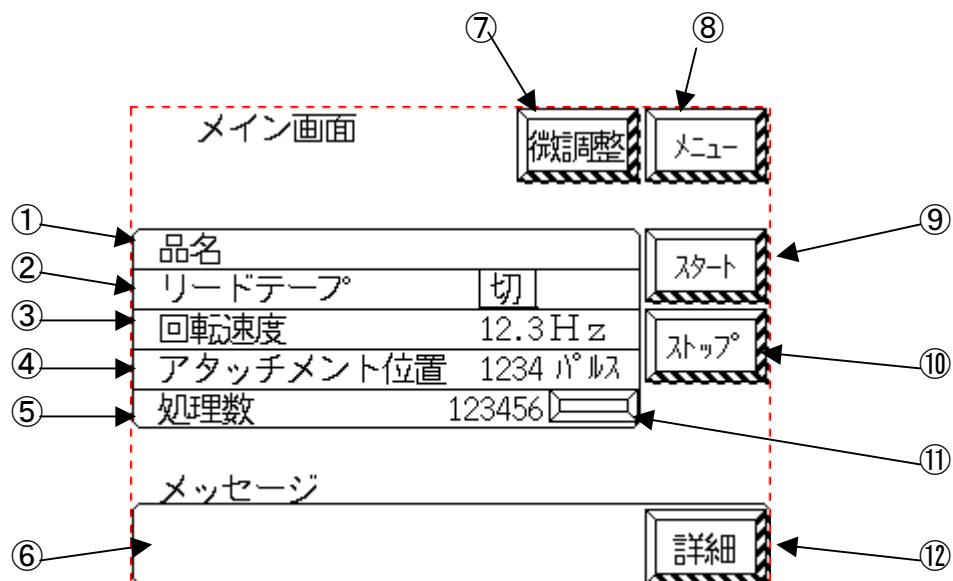 ⑦ ⑧
メイン画面 微調整 メニュー
① 品名 スタート ⑨
② リードテープ 切
③ 回転速度 12.3Hz ストップ ⑩
④ アタッチメント位置 1234 パルス
⑤ 処理数 123456 ⑪
メッセージ
⑥ 詳細 ⑫